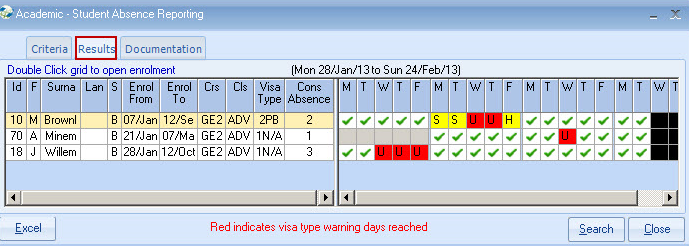 Academic - Student Absence Reporting
Criteria Results Documentation
Double Click grid to open enrolment (Mon 28/Jan/13 to Sun 24/Feb/13)
Id F Surna Lan S Enrol From Enrol To Crs Cls Visa Type Cons Absence M T W T F M T W T F M T W T F M T
10 M Brownl B 07/Jan 12/Se GE2 ADV 2PB 2 S S U U H
70 A Minem B 21/Jan 07/Ma GE2 ADV 1N/A 1 U
18 J Willem B 28/Jan 12/Oct GE2 ADV 1N/A 3 U U U
Excel Red indicates visa type warning days reached Search Close